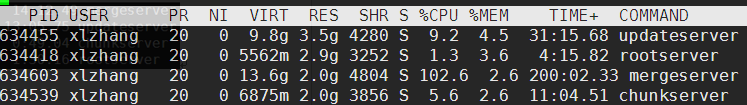 PID USER PR NI VIRT RES SHR S %CPU %MEM TIME+ COMMAND
634455 xlzhang 20 0 9.8g 3.5g 4280 S 9.2 4.5 31:15.68 updateserver
634418 xlzhang 20 0 5562m 2.9g 3252 S 1.3 3.6 4:15.82 rootserver
634603 xlzhang 20 0 13.6g 2.0g 4804 S 102.6 2.6 200:02.33 mergeserver
634539 xlzhang 20 0 6875m 2.0g 3856 S 5.6 2.6 11:04.51 chunkserver